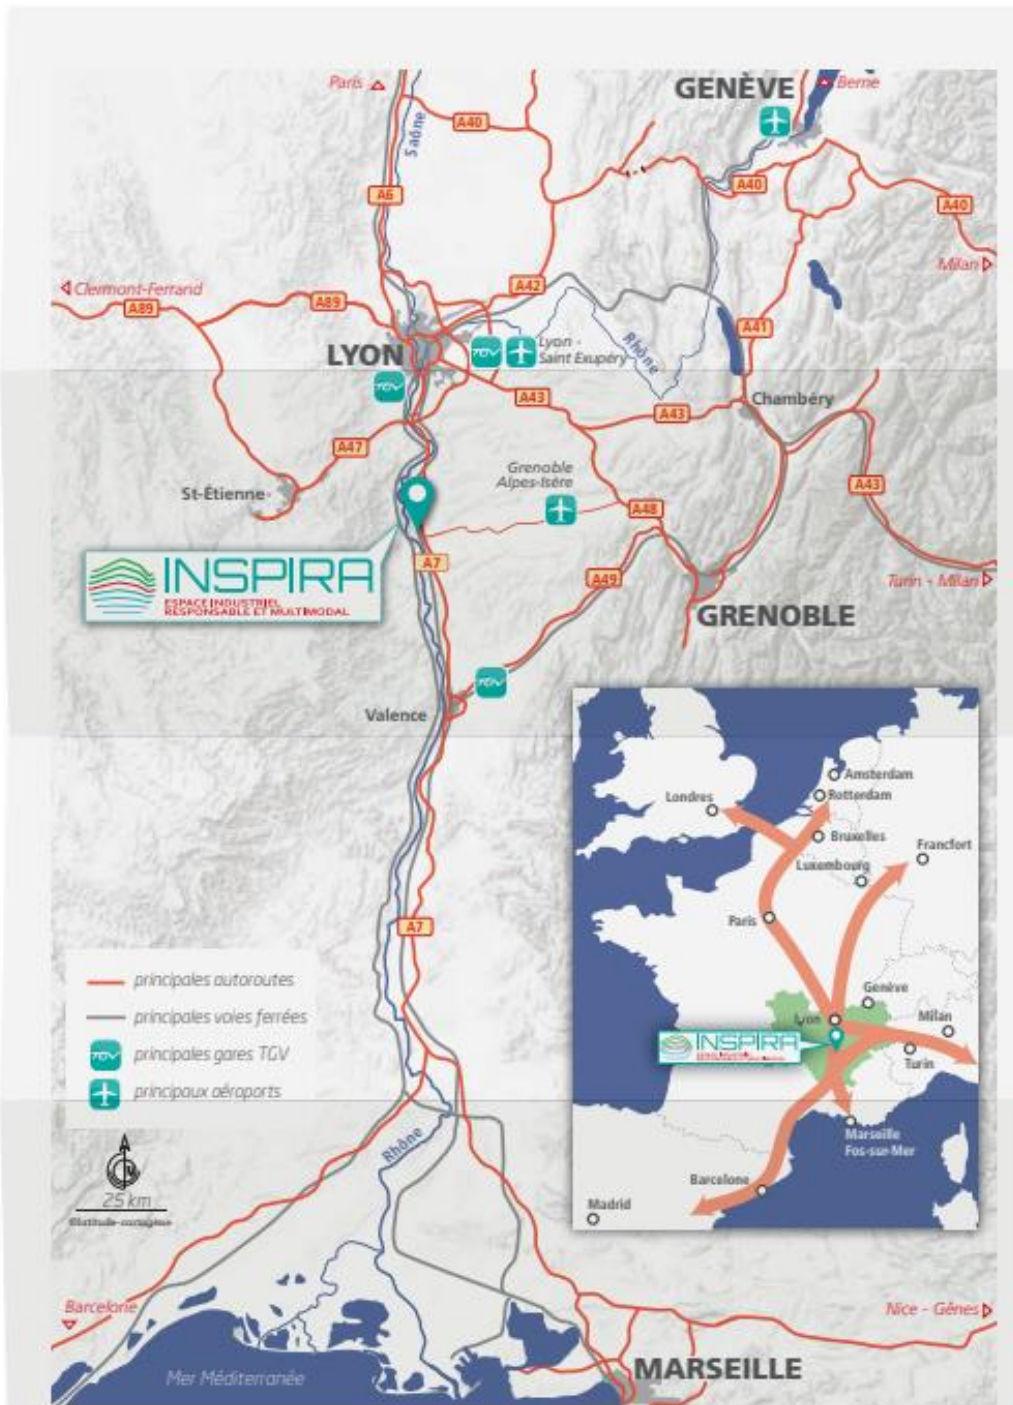 Paris
GENÈVE
Berne
Saône
A40
A6
A40
A40
Milan
Clermont-Ferrand
A89
A89
A42
A41
LYON
TGV
Lyon -
Saint Exupéry
Rhône
TGV
A43
A43
Chambéry
A47
St-Étienne
Grenoble
Alpes-Isère
A48
A43
A7
INSPIRA
ESPACE INDUSTRIEL
RESPONSABLE ET MULTIMODAL
A49
Turin - Milan
GRENOBLE
TGV
Valence
A7
principales autoroutes
principales voies ferrées
TGV principales gares TGV
principaux aéroports
25 km
©latitude-cartagène
Rhône
Barcelone
Mer Méditerranée
MARSEILLE
Nice - Gênes
Amsterdam
Londres
Rotterdam
Bruxelles
Francfort
Luxembourg
Paris
Genève
Lyon
Milan
INSPIRA
Turin
Marseille
Fos-sur-Mer
Barcelone
Madrid